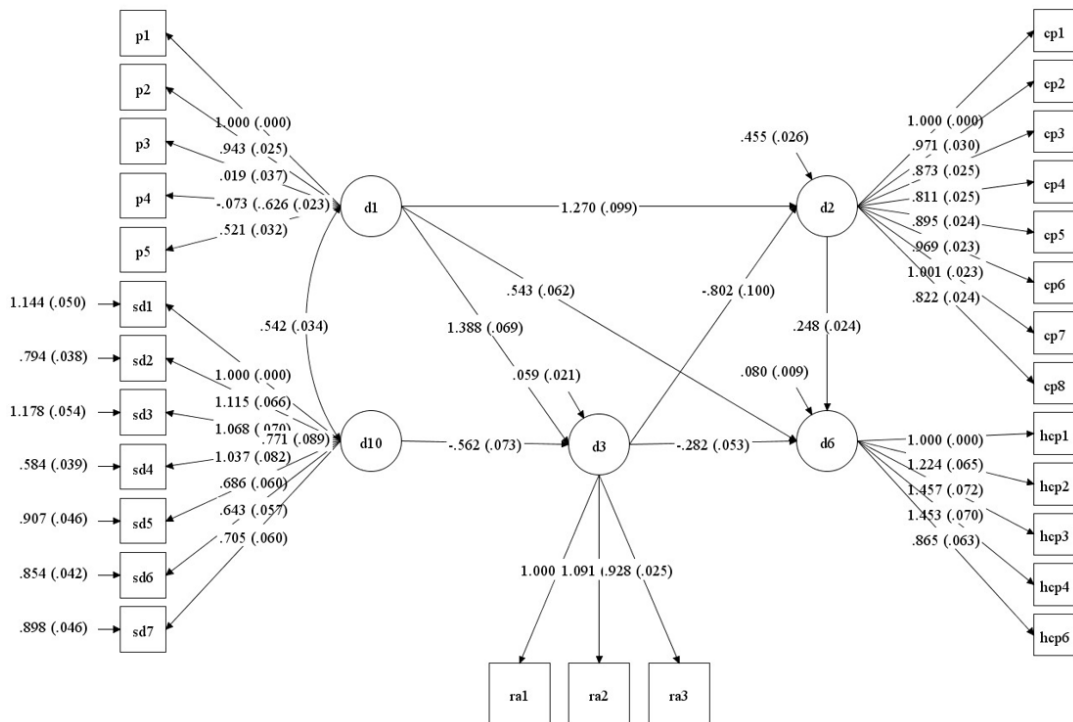 p1
p2
p3
p4
p5
1.000 (.000)
.943 (.025)
.019 (.037)
-.073 (
.626 (.023)
.521 (.032)
d1
1.144 (.050)
sd1
.794 (.038)
sd2
1.178 (.054)
sd3
.584 (.039)
sd4
.907 (.046)
sd5
.854 (.042)
sd6
.898 (.046)
sd7
.542 (.034)
1.000 (.000)
1.115 (.066)
1.068 (.070)
.771 (.089)
1.037 (.082)
.686 (.060)
.643 (.057)
.705 (.060)
d10
1.270 (.099)
.543 (.062)
1.388 (.069)
-.802 (.100)
.059 (.021)
-.562 (.073)
d3
-.282 (.053)
1.000
1.091 (
.928 (.025)
ra1
ra2
ra3
.455 (.026)
d2
.248 (.024)
.080 (.009)
d6
1.000 (.000)
.971 (.030)
.873 (.025)
.811 (.025)
.895 (.024)
.969 (.023)
1.001 (.023)
.822 (.024)
cp1
cp2
cp3
cp4
cp5
cp6
cp7
cp8
1.000 (.000)
1.224 (.065)
1.457 (.072)
1.453 (.070)
.865 (.063)
hcp1
hcp2
hcp3
hcp4
hcp6